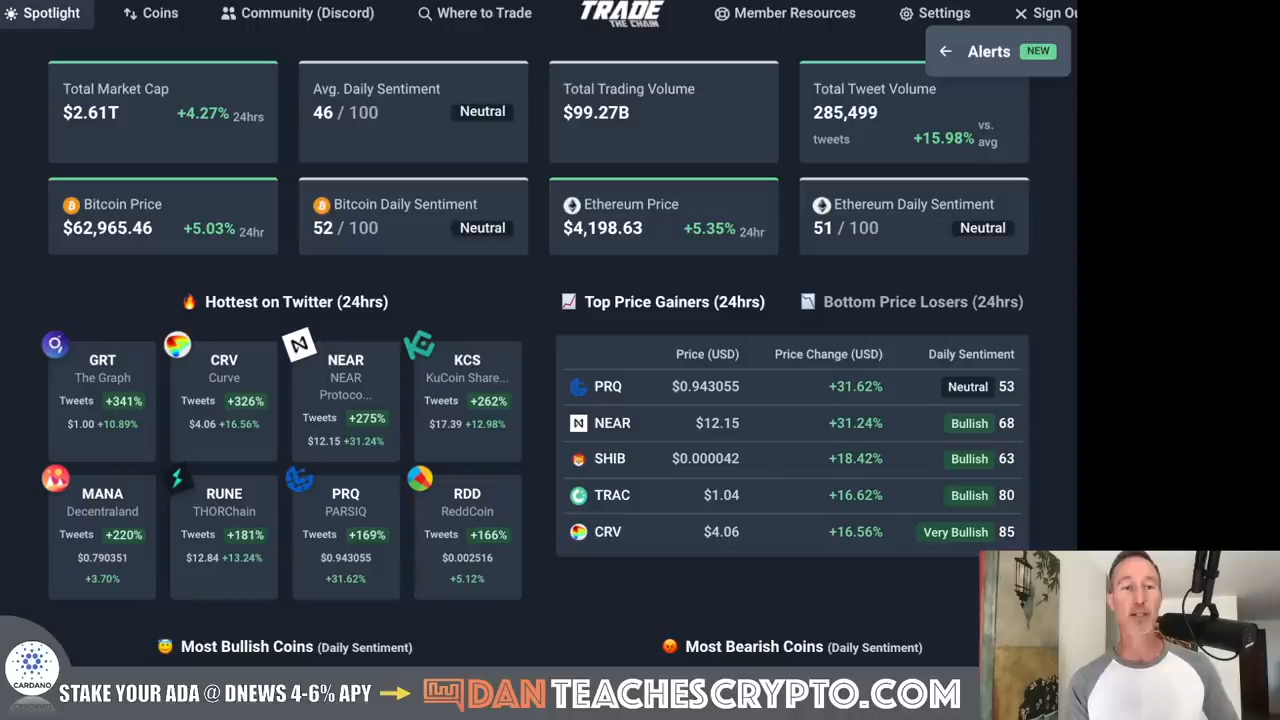 Spotlight
Coins
Community (Discord)
Where to Trade
TRADE
THE CHAIN
Member Resources
Settings
Sign Ou
Alerts NEW
Total Market Cap
$2.61T +4.27% 24hrs
Avg. Daily Sentiment
46 / 100 Neutral
Total Trading Volume
$99.27B
Total Tweet Volume
285,499
tweets +15.98% vs. avg
Bitcoin Price
$62,965.46 +5.03% 24hr
Bitcoin Daily Sentiment
52 / 100 Neutral
Ethereum Price
$4,198.63 +5.35% 24hr
Ethereum Daily Sentiment
51 / 100 Neutral
Hottest on Twitter (24hrs)
GRT
The Graph
Tweets +341%
$1.00 +10.89%
CRV
Curve
Tweets +326%
$4.06 +16.56%
NEAR
NEAR
Protoco...
Tweets +275%
$12.15 +31.24%
KCS
KuCoin Share...
Tweets +262%
$17.39 +12.98%
MANA
Decentraland
Tweets +220%
$0.790351
+3.70%
RUNE
THORChain
Tweets +181%
$12.84 +13.24%
PRQ
PARSIQ
Tweets +169%
$0.943055
+31.62%
RDD
ReddCoin
Tweets +166%
$0.002516
+5.12%
Top Price Gainers (24hrs)
Bottom Price Losers (24hrs)
Price (USD) Price Change (USD) Daily Sentiment
PRQ $0.943055 +31.62% Neutral 53
NEAR $12.15 +31.24% Bullish 68
SHIB $0.000042 +18.42% Bullish 63
TRAC $1.04 +16.62% Bullish 80
CRV $4.06 +16.56% Very Bullish 85
Most Bullish Coins (Daily Sentiment)
Most Bearish Coins (Daily Sentiment)
CARDANO
STAKE YOUR ADA @ DNEWS 4-6% APY
DANTEACHESCRYPTO.COM